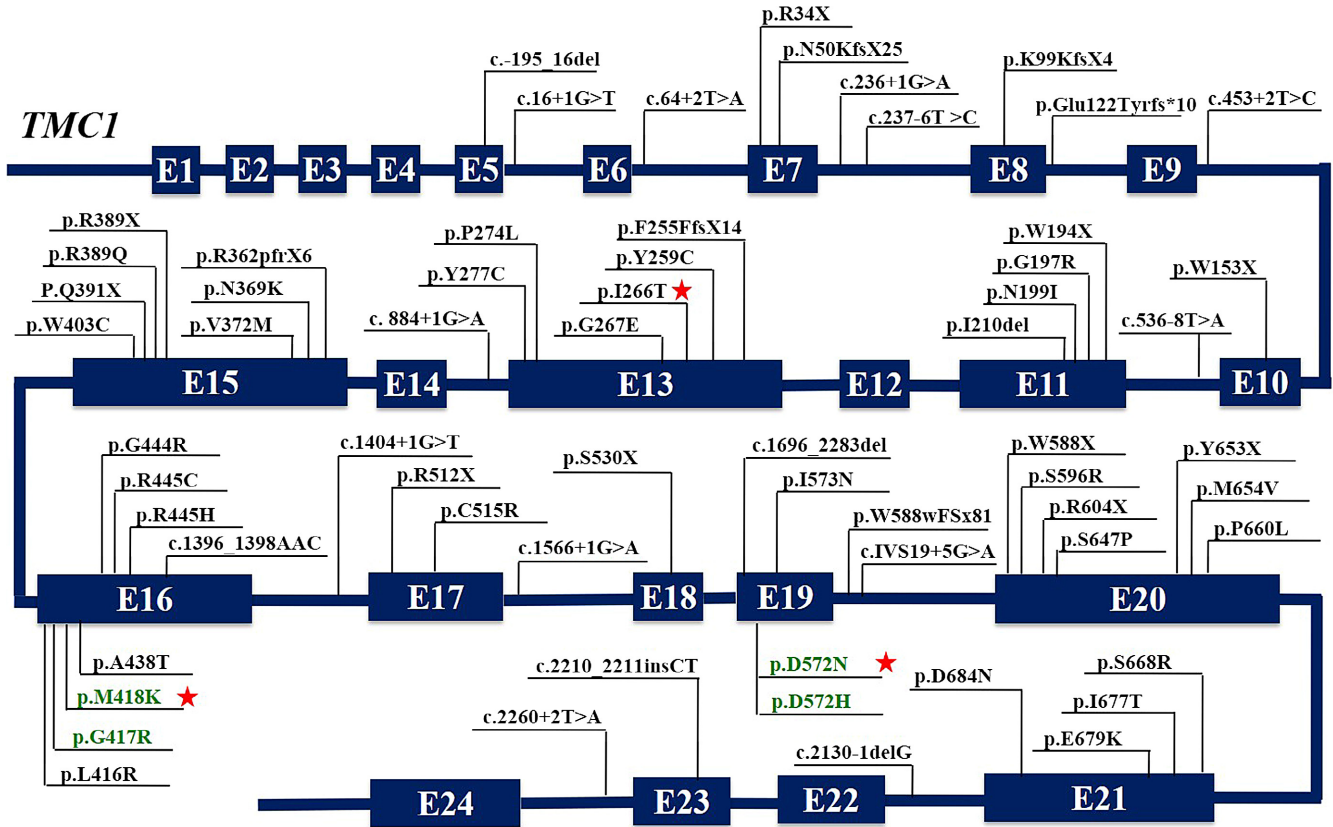 p.R34X
c.-195_16del
p.N50KfsX25
p.K99KfsX4
c.16+1G>T
c.64+2T>A
c.236+1G>A
c.237-6T >C
p.Glu122Tyrfs*10
c.453+2T>C
TMC1
E1 E2 E3 E4 E5 E6 E7 E8 E9
p.R389X
p.R389Q
P.Q391X
p.W403C
p.R362pfrX6
p.N369K
p.V372M
c. 884+1G>A
p.P274L
p.Y277C
p.F255FfsX14
p.Y259C
p.I266T
p.G267E
p.W194X
p.G197R
p.N199I
p.I210del
c.536-8T>A
p.W153X
E15 E14 E13 E12 E11 E10
p.G444R
p.R445C
p.R445H
c.1396_1398AAC
c.1404+1G>T
p.R512X
p.C515R
c.1566+1G>A
p.S530X
c.1696_2283del
p.I573N
p.W588wFSx81
c.IVS19+5G>A
p.W588X
p.S596R
p.R604X
p.S647P
p.Y653X
p.M654V
p.P660L
E16 E17 E18 E19 E20
p.A438T
p.M418K
p.G417R
p.L416R
p.D572N
p.D572H
c.2210_2211insCT
c.2260+2T>A
c.2130-1delG
p.D684N
p.S668R
p.I677T
p.E679K
E24 E23 E22 E21